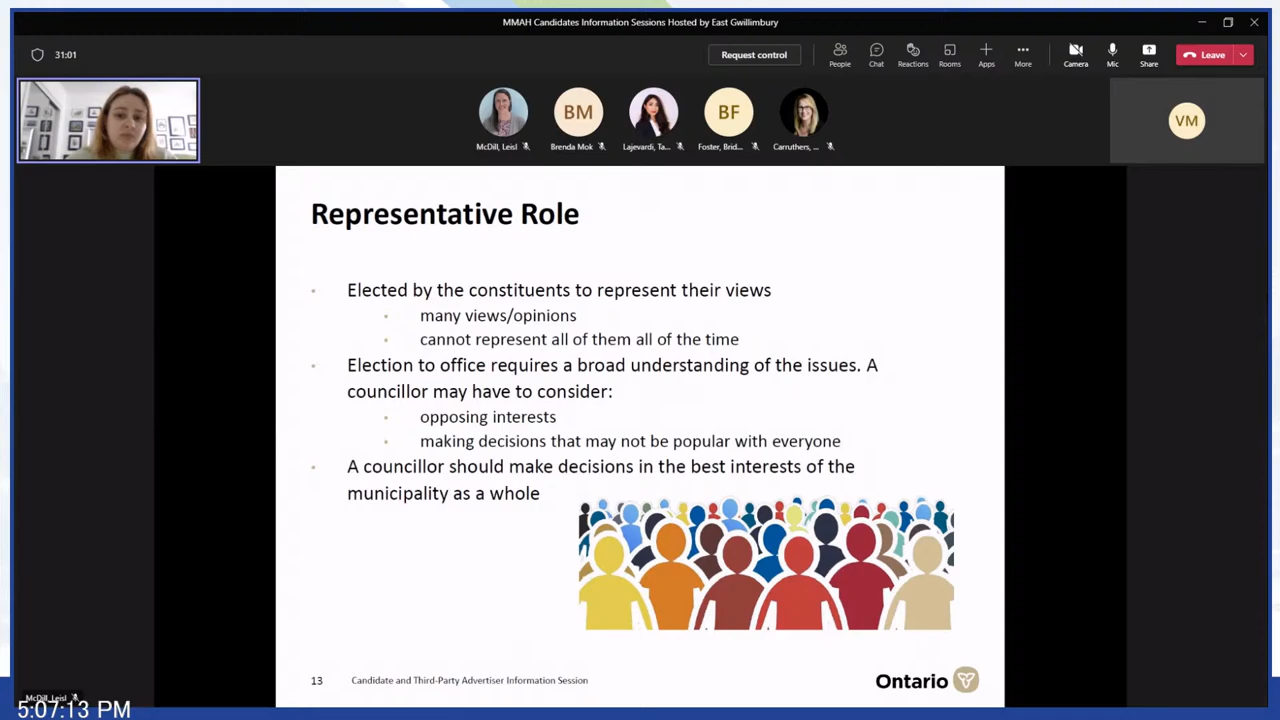 MMAH Candidates Information Sessions Hosted by East Gwillimbury
31:01
Request control
People
Chat
Reactions
Rooms
Apps
More
Camera
Mic
Share
Leave
BM
BF
VM
McDill, Leisl
Brenda Mok
Lajevardi, Ta...
Foster, Brid...
Carruthers, ...
Representative Role
Elected by the constituents to represent their views
many views/opinions
cannot represent all of them all of the time
Election to office requires a broad understanding of the issues. A
councillor may have to consider:
opposing interests
making decisions that may not be popular with everyone
A councillor should make decisions in the best interests of the
municipality as a whole
13
Candidate and Third-Party Advertiser Information Session
Ontario
McDill, Leisl
5:07:13 PM